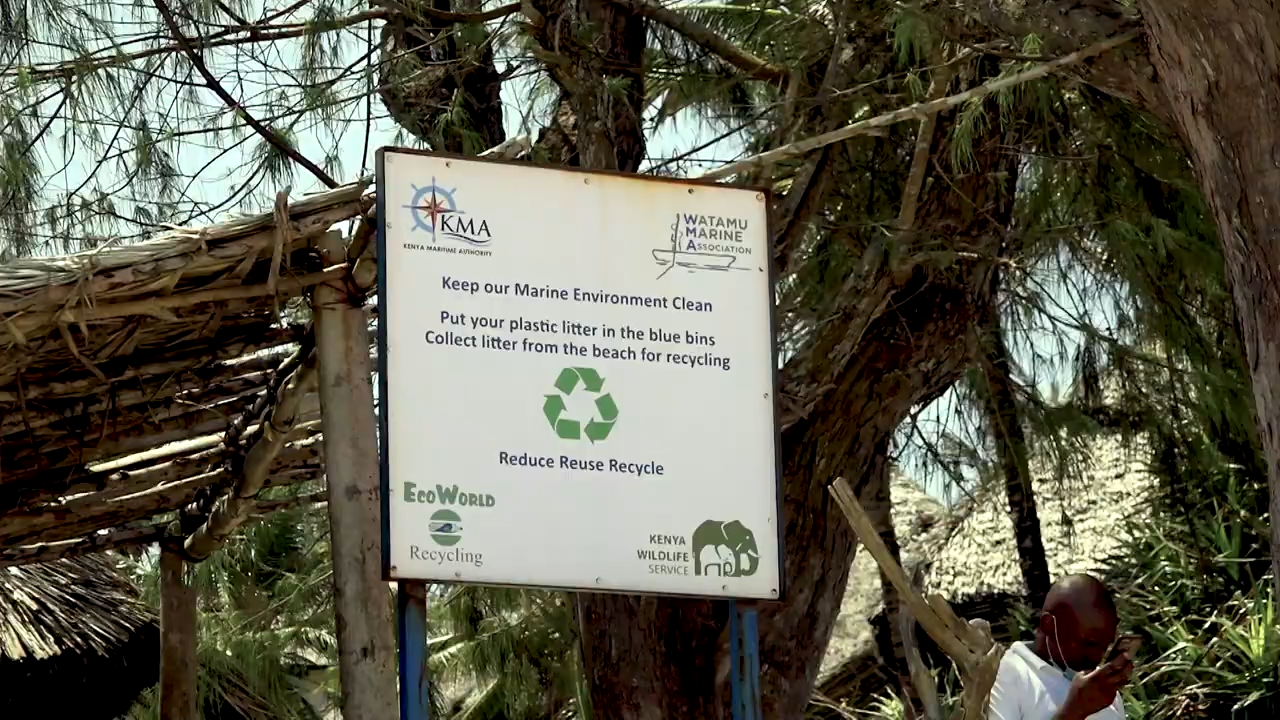 KMA
KENYA MARITIME AUTHORITY
WATAMU
MARINE
ASSOCIATION
Keep our Marine Environment Clean
Put your plastic litter in the blue bins
Collect litter from the beach for recycling
Reduce Reuse Recycle
ECOWORLD
Recycling
KENYA
WILDLIFE
SERVICE